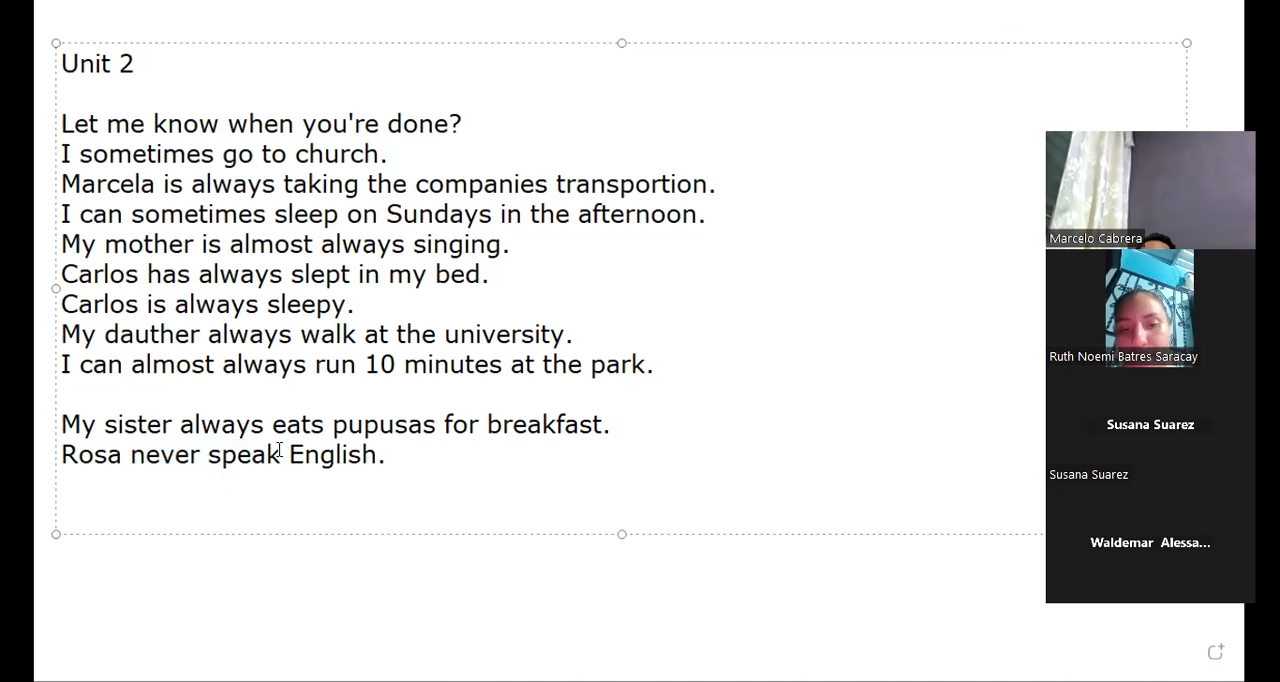 Unit 2
Let me know when you're done?
I sometimes go to church.
Marcela is always taking the companies transportion.
I can sometimes sleep on Sundays in the afternoon.
My mother is almost always singing.
Carlos has always slept in my bed.
Carlos is always sleepy.
My dauther always walk at the university.
I can almost always run 10 minutes at the park.
My sister always eats pupusas for breakfast.
Rosa never speak English.
Marcelo Cabrera
Ruth Noemi Batres Saracay
Susana Suarez
Susana Suarez
Waldemar Alessa...